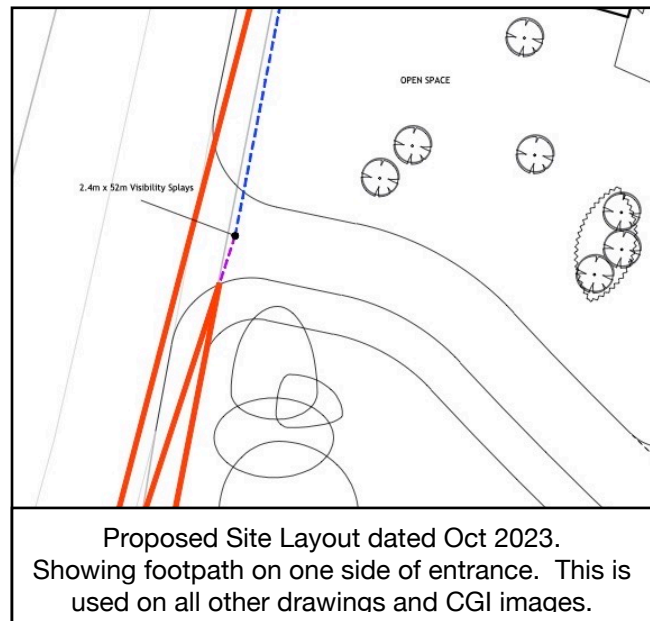 OPEN SPACE
2.4m x 52m Visibility Splays
Proposed Site Layout dated Oct 2023.
Showing footpath on one side of entrance. This is
used on all other drawings and CGI images.